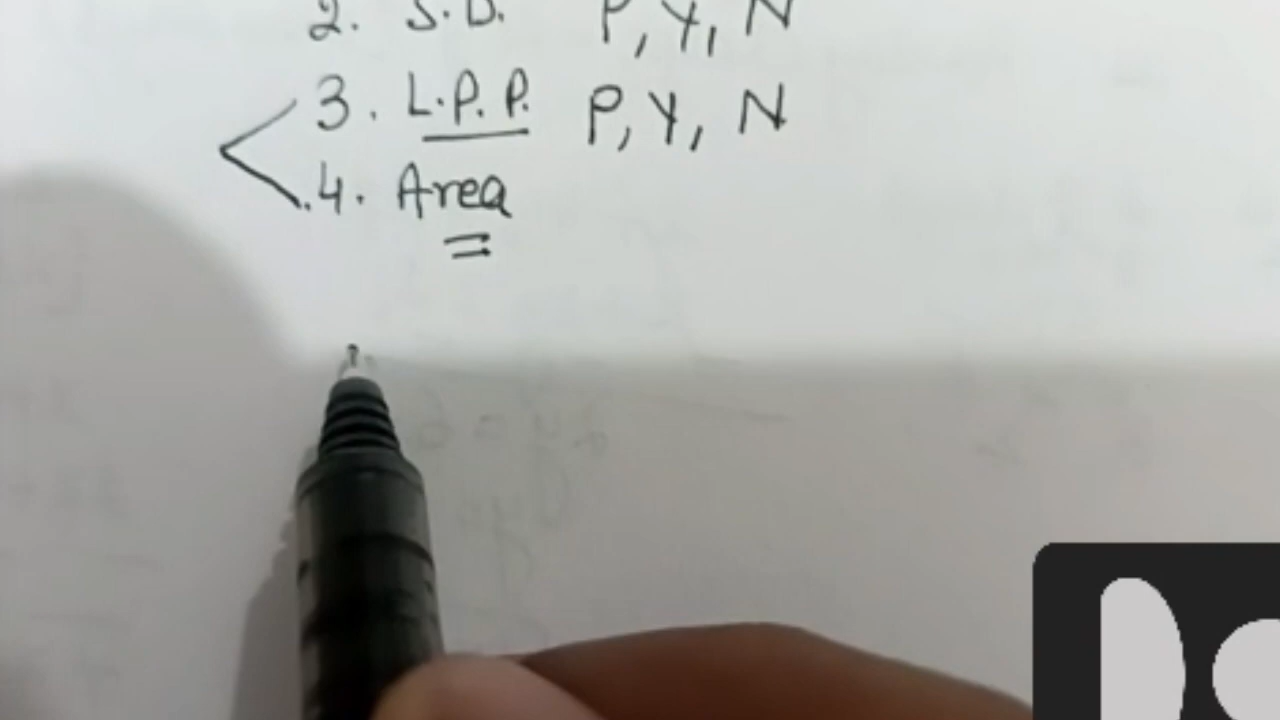 2. S.D. P, Y, N
3. L.P.P. P, Y, N
4. Area